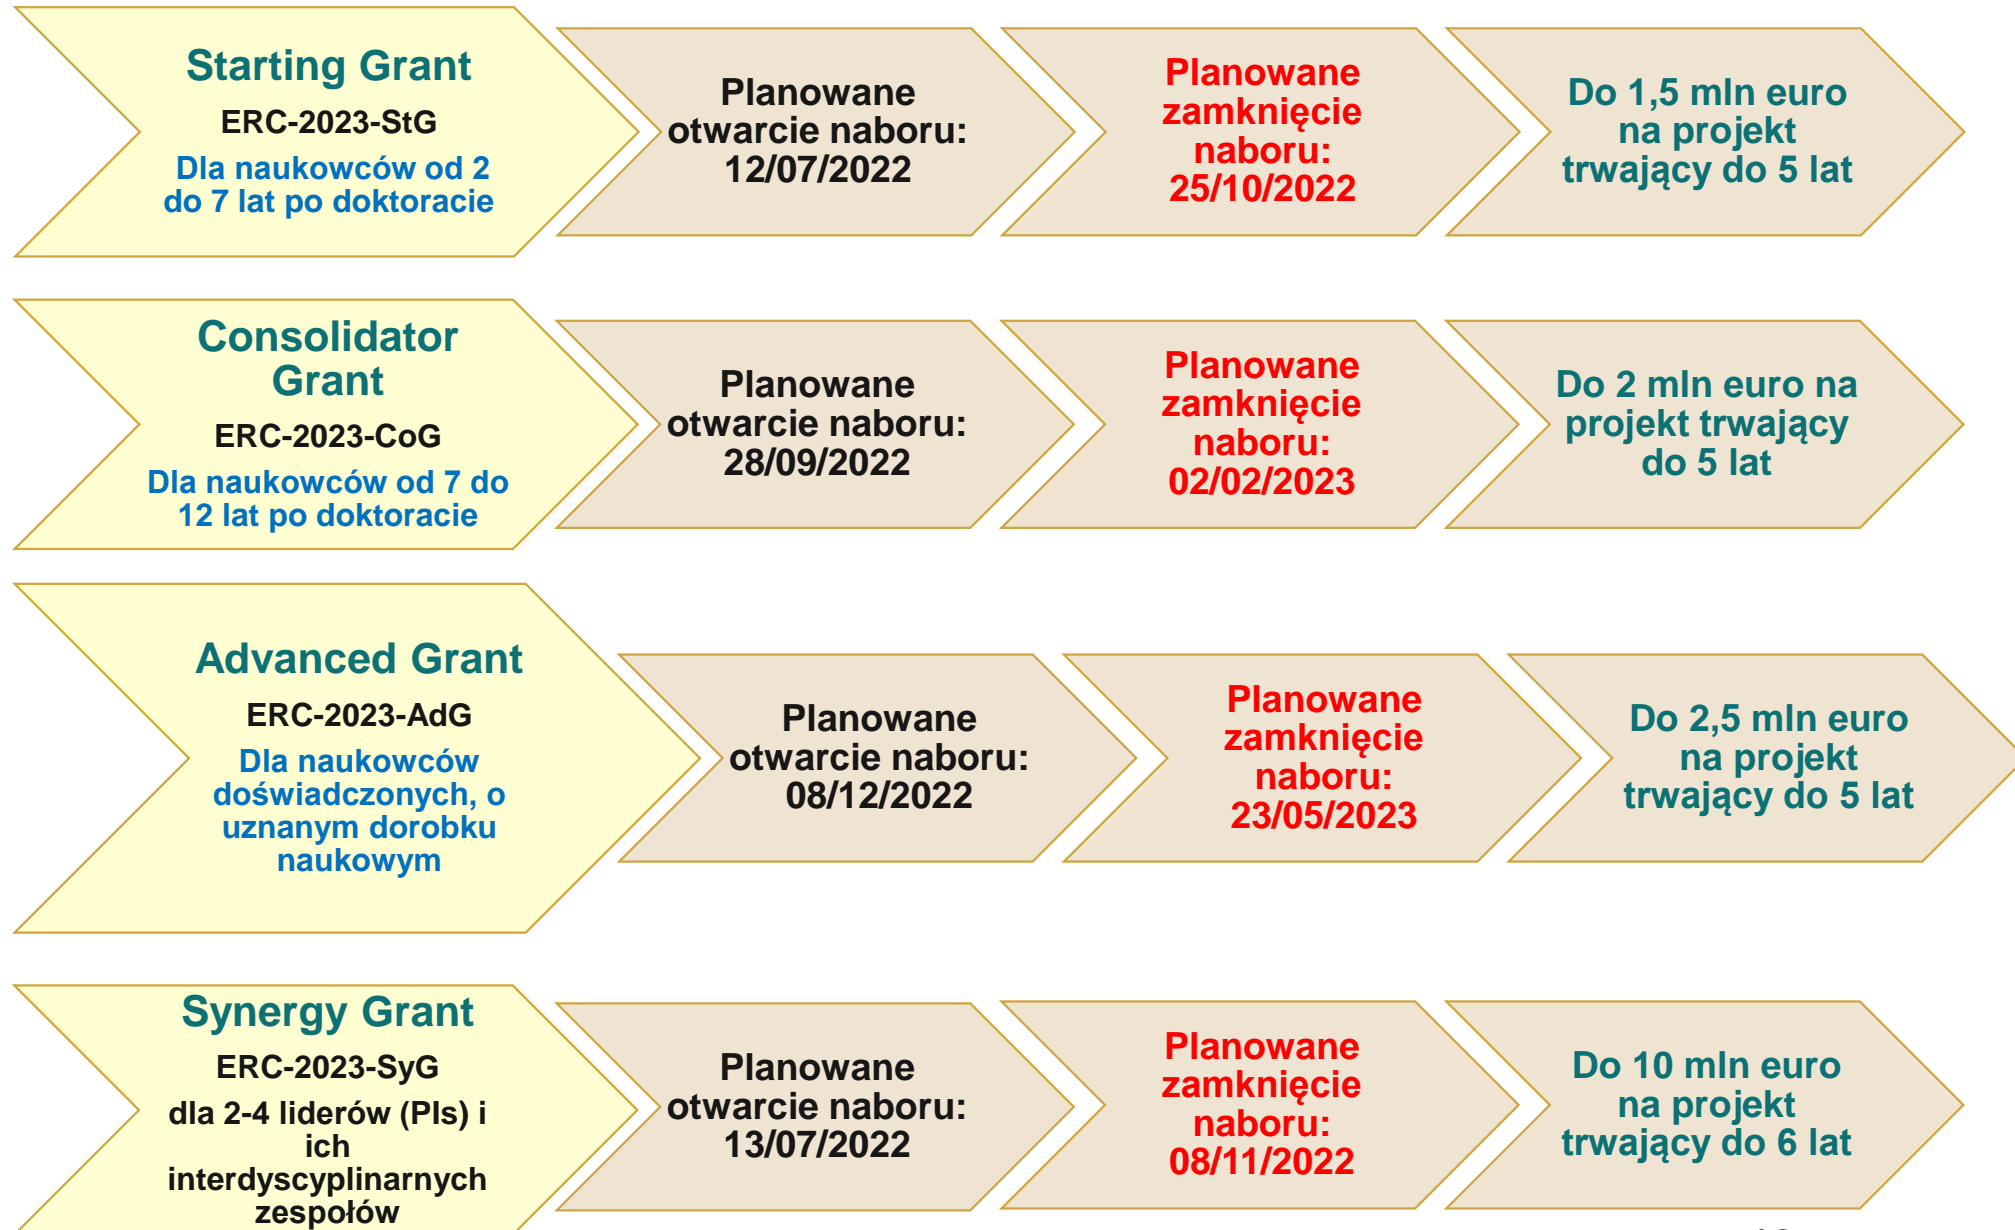 Starting Grant
ERC-2023-StG
Dla naukowców od 2
do 7 lat po doktoracie
Planowane
otwarcie naboru:
12/07/2022
Planowane
zamknięcie
naboru:
25/10/2022
Do 1,5 mln euro
na projekt
trwający do 5 lat
Consolidator
Grant
ERC-2023-CoG
Dla naukowców od 7 do
12 lat po doktoracie
Planowane
otwarcie naboru:
28/09/2022
Planowane
zamknięcie
naboru:
02/02/2023
Do 2 mln euro na
projekt trwający
do 5 lat
Advanced Grant
ERC-2023-AdG
Dla naukowców
doświadczonych, o
uznanym dorobku
naukowym
Planowane
otwarcie naboru:
08/12/2022
Planowane
zamknięcie
naboru:
23/05/2023
Do 2,5 mln euro
na projekt
trwający do 5 lat
Synergy Grant
ERC-2023-SyG
dla 2-4 liderów (PIs) i
ich
interdyscyplinarnych
zespołów
Planowane
otwarcie naboru:
13/07/2022
Planowane
zamknięcie
naboru:
08/11/2022
Do 10 mln euro
na projekt
trwający do 6 lat